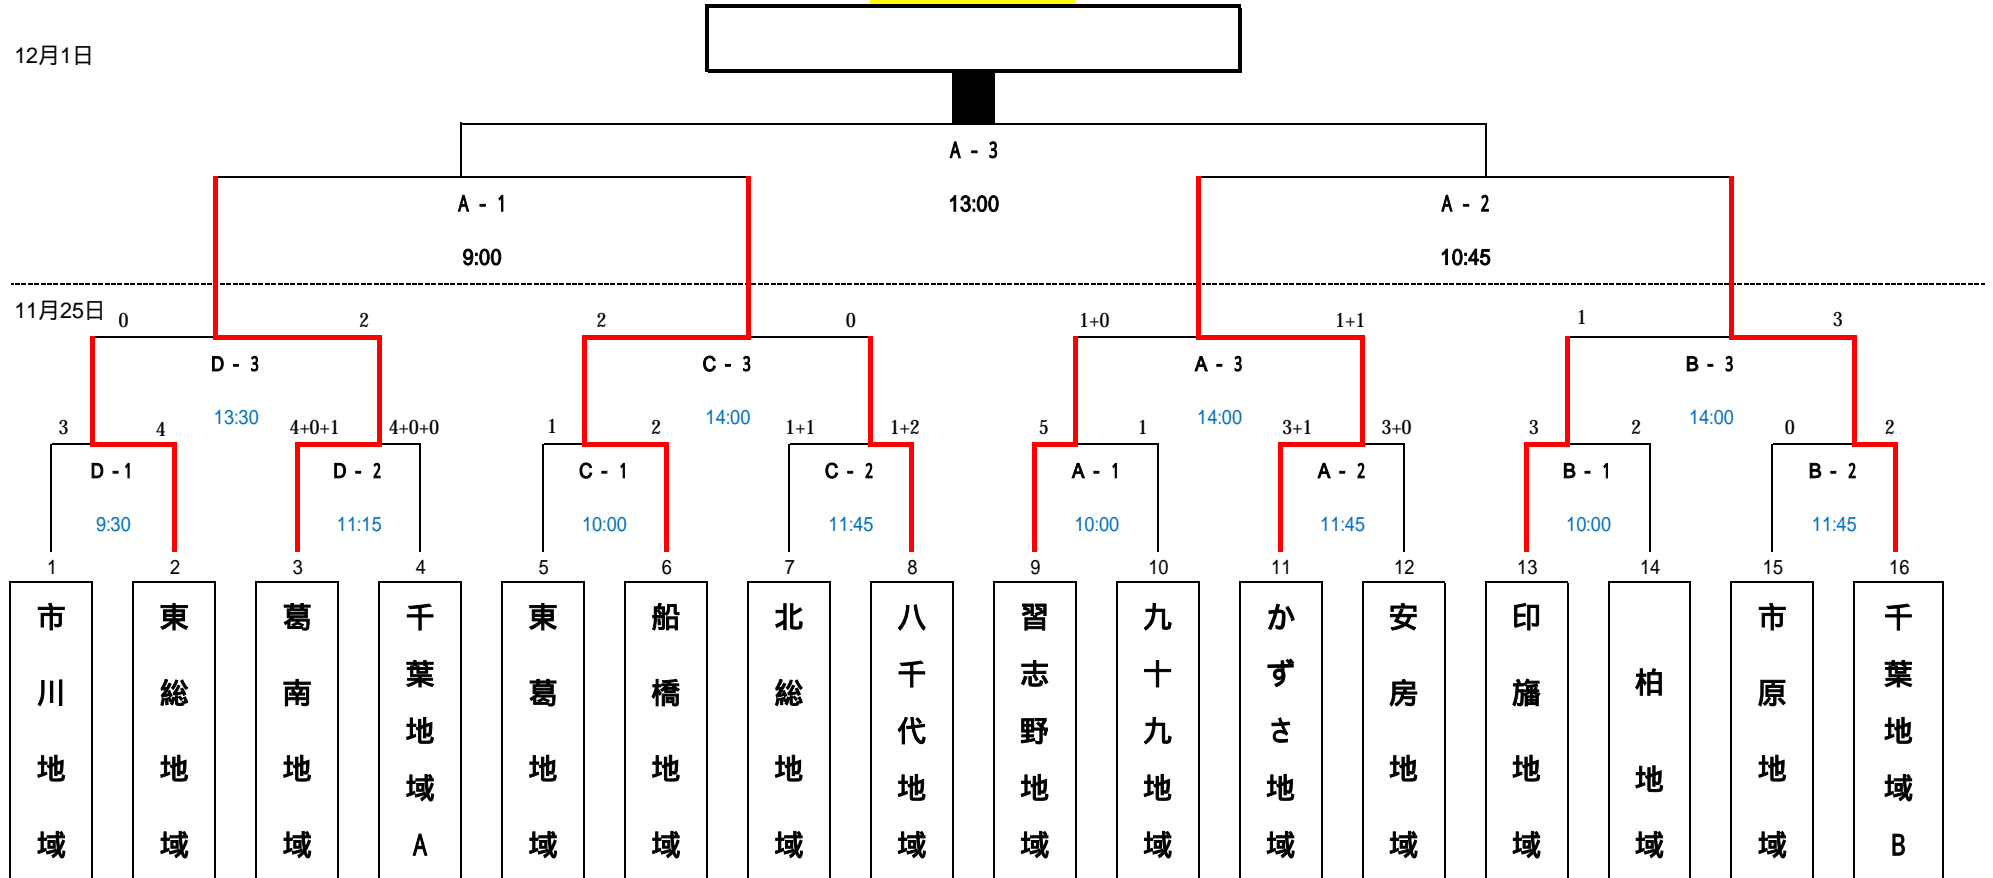 12月1日
A - 3
A - 1
13:00
A - 2
9:00
10:45
11月25日
0 2 2 0 1+0 1+1 1 3
D - 3 C - 3 A - 3 B - 3
13:30 14:00 14:00 14:00
3 4 4+0+1 4+0+0 1 2 1+1 1+2 5 1 3+1 3+0 3 2 0 2
D - 1 D - 2 C - 1 C - 2 A - 1 A - 2 B - 1 B - 2
9:30 11:15 10:00 11:45 10:00 11:45 10:00 11:45
1 2 3 4 5 6 7 8 9 10 11 12 13 14 15 16
市川地域
東総地域
葛南地域
千葉地域A
東葛地域
船橋地域
北総地域
八千代地域
習志野地域
九十九地域
かずさ地域
安房地域
印旛地域
柏地域
市原地域
千葉地域B